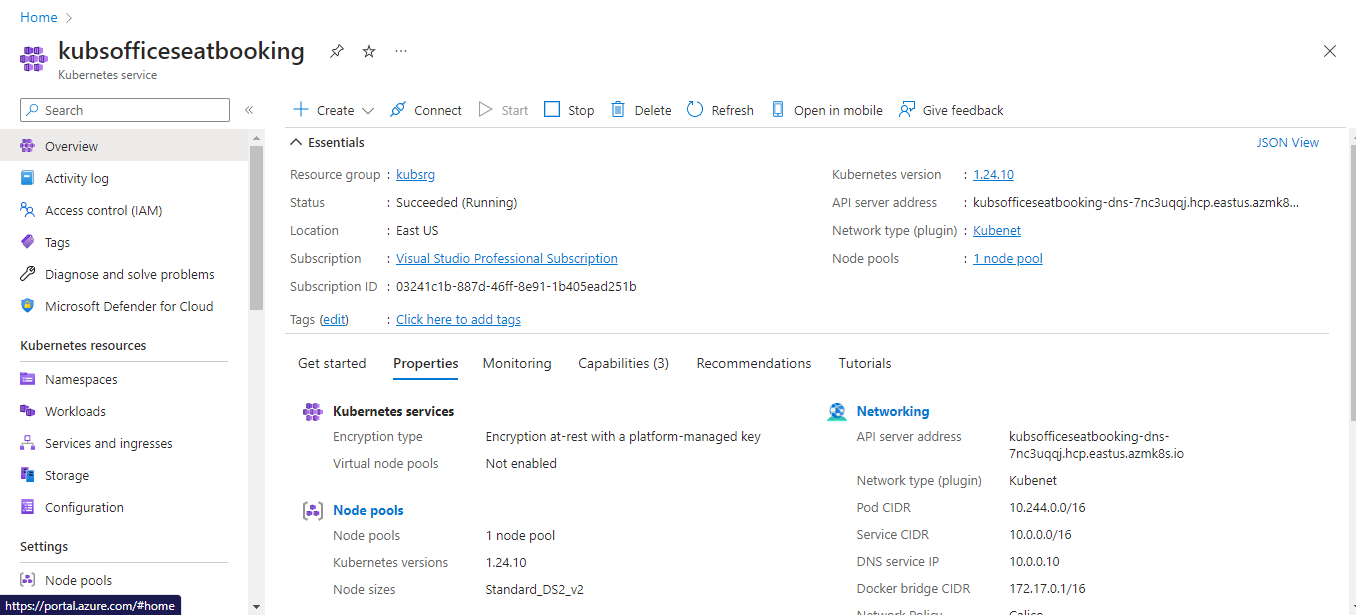 Home
kubsofficeseatbooking
Kubernetes service
Search
Create
Connect
Start
Stop
Delete
Refresh
Open in mobile
Give feedback
Overview
Activity log
Access control (IAM)
Tags
Diagnose and solve problems
Microsoft Defender for Cloud
Kubernetes resources
Namespaces
Workloads
Services and ingresses
Storage
Configuration
Settings
Node pools
https://portal.azure.com/#home
Essentials
JSON View
Resource group : kubsrg
Status : Succeeded (Running)
Location : East US
Subscription : Visual Studio Professional Subscription
Subscription ID : 03241c1b-887d-46ff-8e91-1b405ead251b
Tags (edit) : Click here to add tags
Kubernetes version : 1.24.10
API server address : kubsofficeseatbooking-dns-7nc3uqqj.hcp.eastus.azmk8...
Network type (plugin) : Kubenet
Node pools : 1 node pool
Get started
Properties
Monitoring
Capabilities (3)
Recommendations
Tutorials
Kubernetes services
Encryption type Encryption at-rest with a platform-managed key
Virtual node pools Not enabled
Node pools
Node pools 1 node pool
Kubernetes versions 1.24.10
Node sizes Standard_DS2_v2
Networking
API server address kubsofficeseatbooking-dns-
7nc3uqqj.hcp.eastus.azmk8s.io
Network type (plugin) Kubenet
Pod CIDR 10.244.0.0/16
Service CIDR 10.0.0.0/16
DNS service IP 10.0.0.10
Docker bridge CIDR 172.17.0.1/16
Network Policy Calico